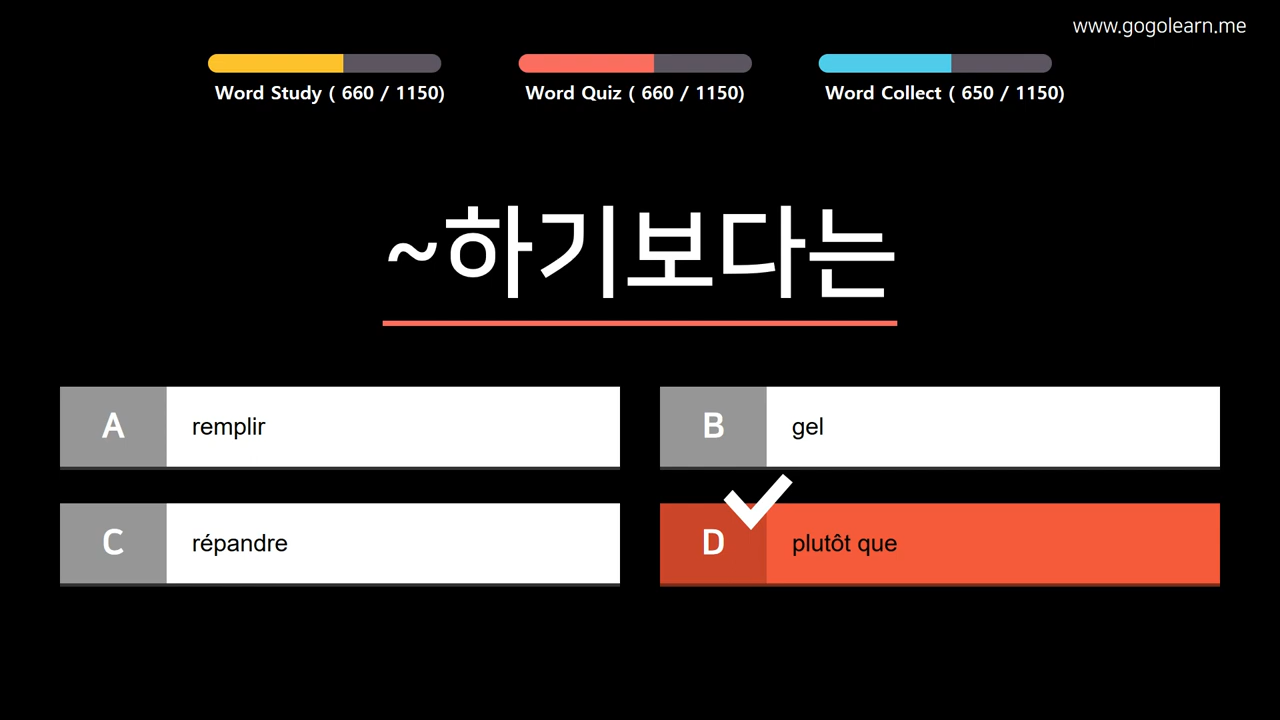 www.gogolearn.me
Word Study ( 660 / 1150)
Word Quiz ( 660 / 1150)
Word Collect ( 650 / 1150)
~하기보다는
A remplir
B gel
C répandre
D plutôt que